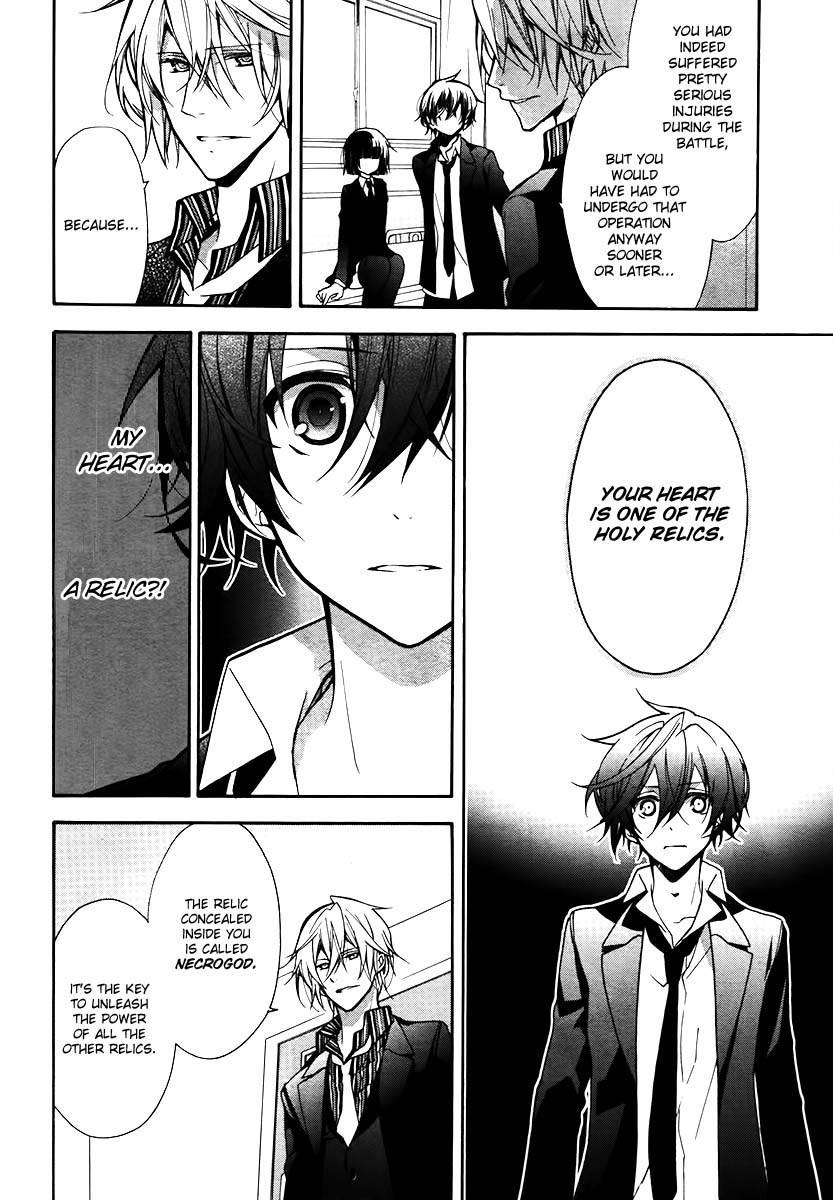 YOU HAD
INDEED
SUFFERED
PRETTY
SERIOUS
INJURIES
DURING THE
BATTLE,
BUT YOU
WOULD
HAVE HAD TO
UNDERGO THAT
OPERATION
ANYWAY
SOONER
OR LATER...
BECAUSE...
YOUR HEART
IS ONE OF THE
HOLY RELICS.
MY
HEART...
A RELIC?!
THE RELIC
CONCEALED
INSIDE YOU
IS CALLED
NECROGOD.
IT'S THE KEY
TO UNLEASH
THE POWER
OF ALL THE
OTHER RELICS.